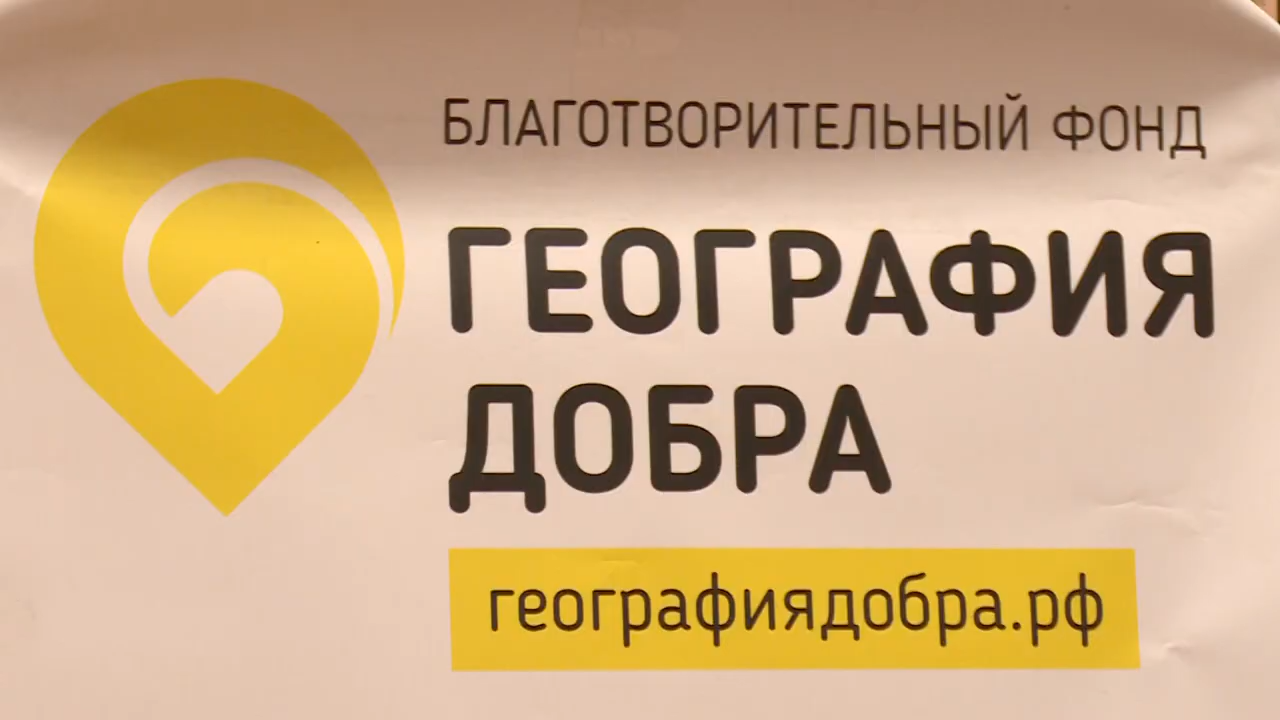 БЛАГОТВОРИТЕЛЬНЫЙ ФОНД
ГЕОГРАФИЯ
ДОБРА
географиядобра.рф